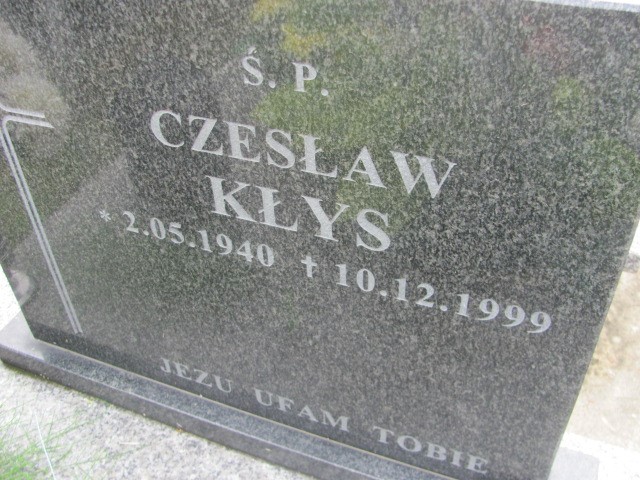 Ś. P.
CZESŁAW
KŁYS
* 2.05.1940 † 10.12.1999
JEZU UFAM TOBIE